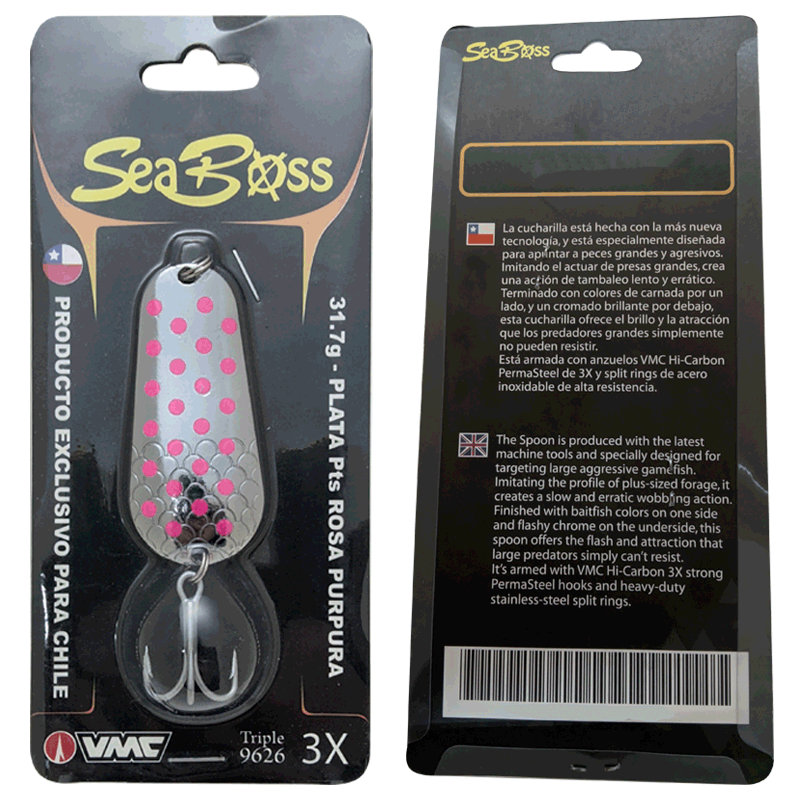 SeaBoss
PRODUCTO EXCLUSIVO PARA CHILE
31.7g - PLATA Pts ROSA PURPURA
VMC
Triple
9626
3X
SeaBoss
La cucharilla está hecha con la más nueva
tecnología, y está especialmente diseñada
para apuntar a peces grandes y agresivos.
Imitando el actuar de presas grandes, crea
una acción de tambaleo lento y errático.
Terminado con colores de carnada por un
lado, y un cromado brillante por debajo,
esta cucharilla ofrece el brillo y la atracción
que los predadores grandes simplemente
no pueden resistir.
Está armada con anzuelos VMC Hi-Carbon
PermaSteel de 3X y split rings de acero
inoxidable de alta resistencia.
The Spoon is produced with the latest
machine tools and specially designed for
targeting large aggressive gamefish.
Imitating the profile of plus-sized forage, it
creates a slow and erratic wobbing action.
Finished with baitfish colors on one side
and flashy chrome on the underside, this
spoon offers the flash and attraction that
large predators simply can't resist.
It's armed with VMC Hi-Carbon 3X strong
PermaSteel hooks and heavy-duty
stainless-steel split rings.